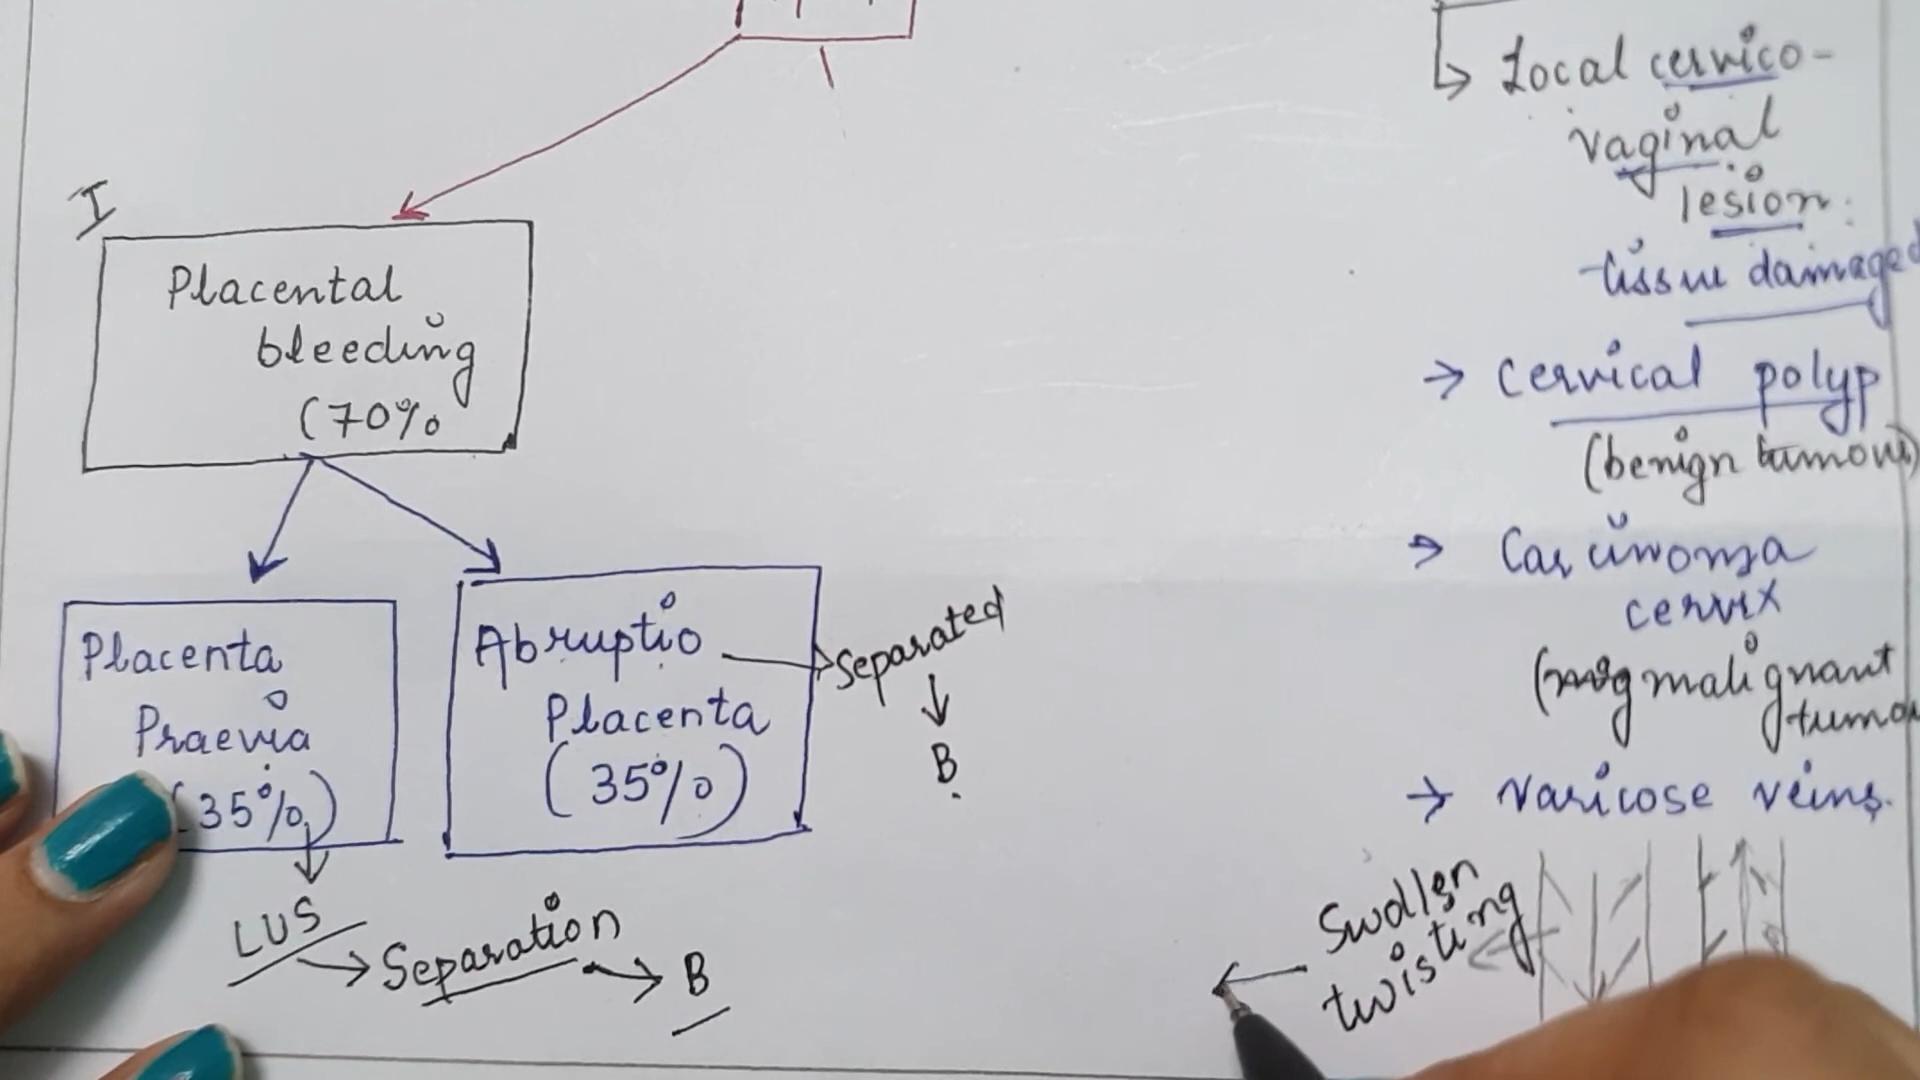 I
Placental
bleeding
(70%
Placenta
Praevia
(35%)
LUS
Separation
B
Abruptio
Placenta
(35%)
Separated
B
Local cervico-
vaginal
lesion:
tissue damaged
Cervical polyp
(benign tumour)
Carcinoma
cervix
malignant
tumou
varicose veins.
Swollen
twisting